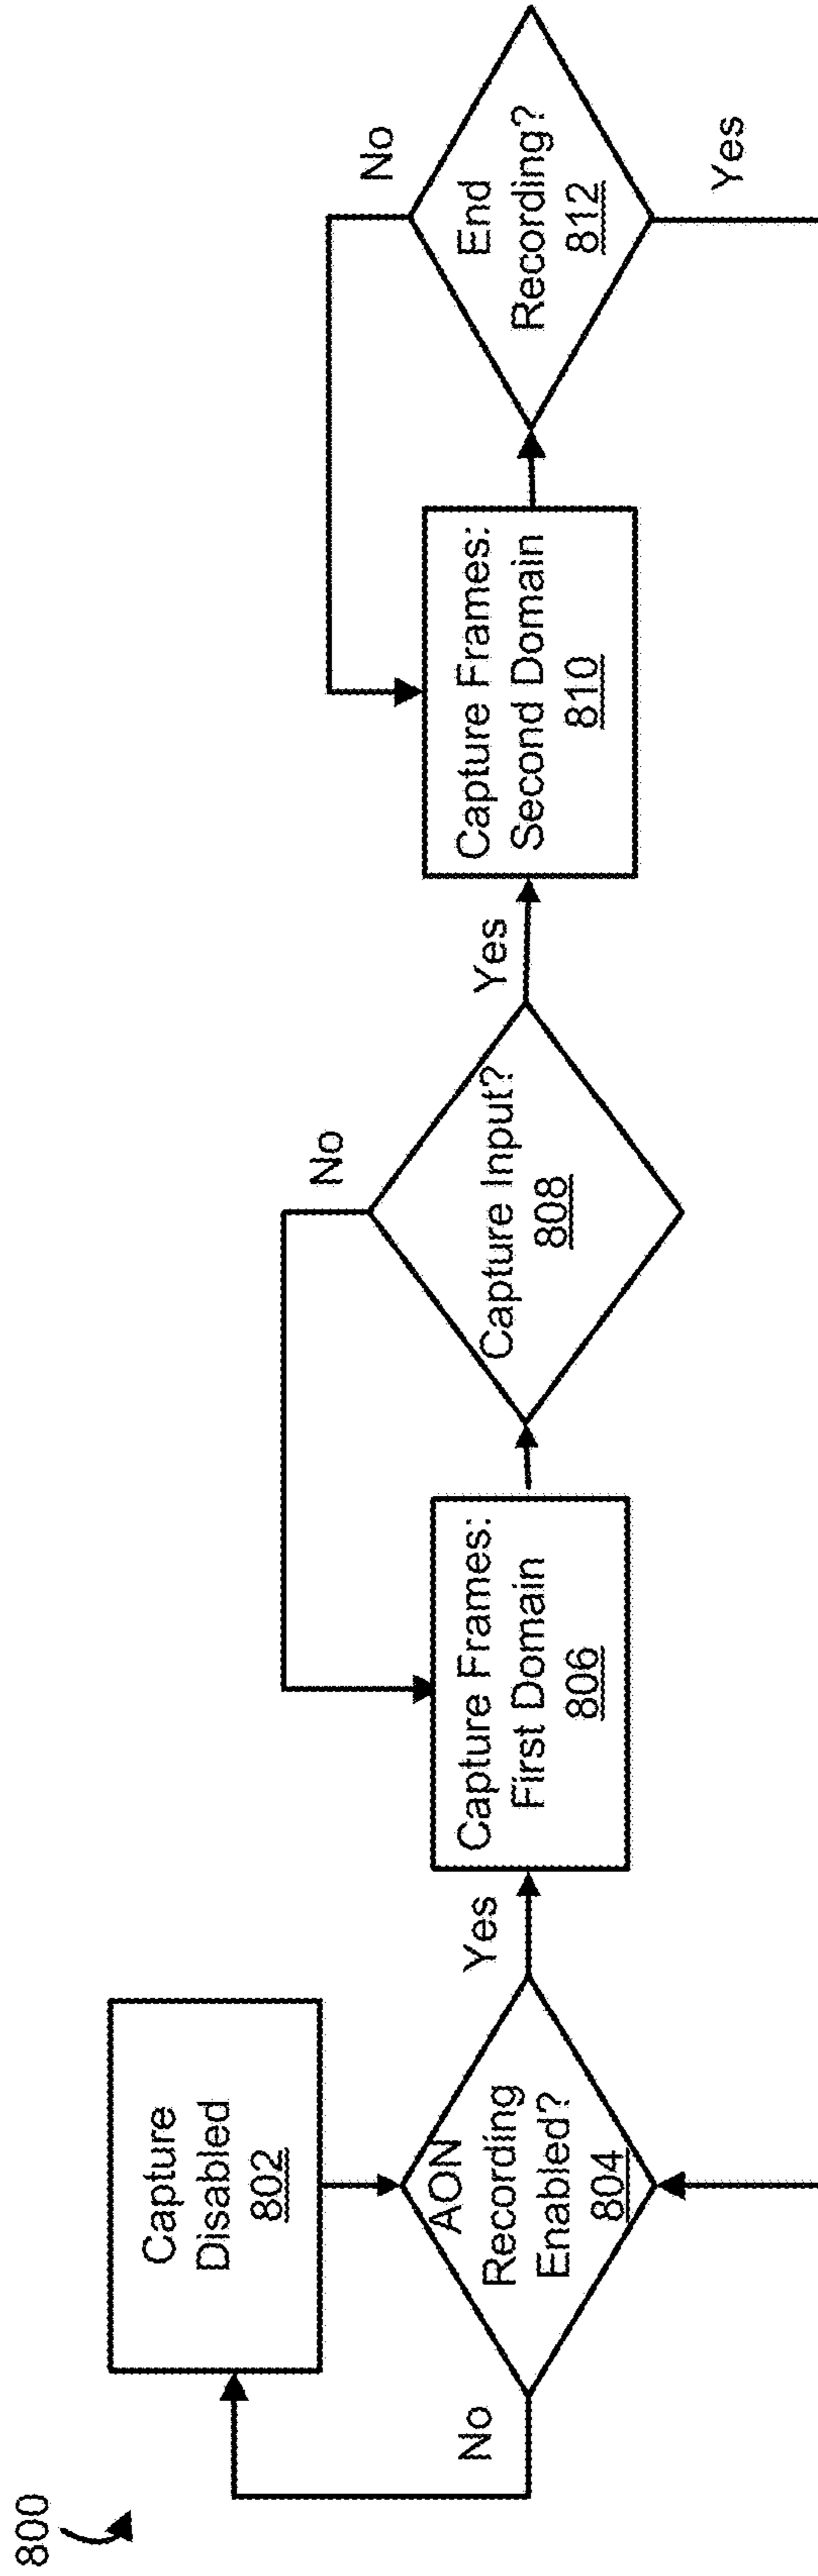 800
Capture
Disabled
802
No
AON
Recording
Enabled?
804
Yes
Capture Frames:
First Domain
806
No
Capture Input?
808
Yes
Capture Frames:
Second Domain
810
No
End
Recording?
812
Yes